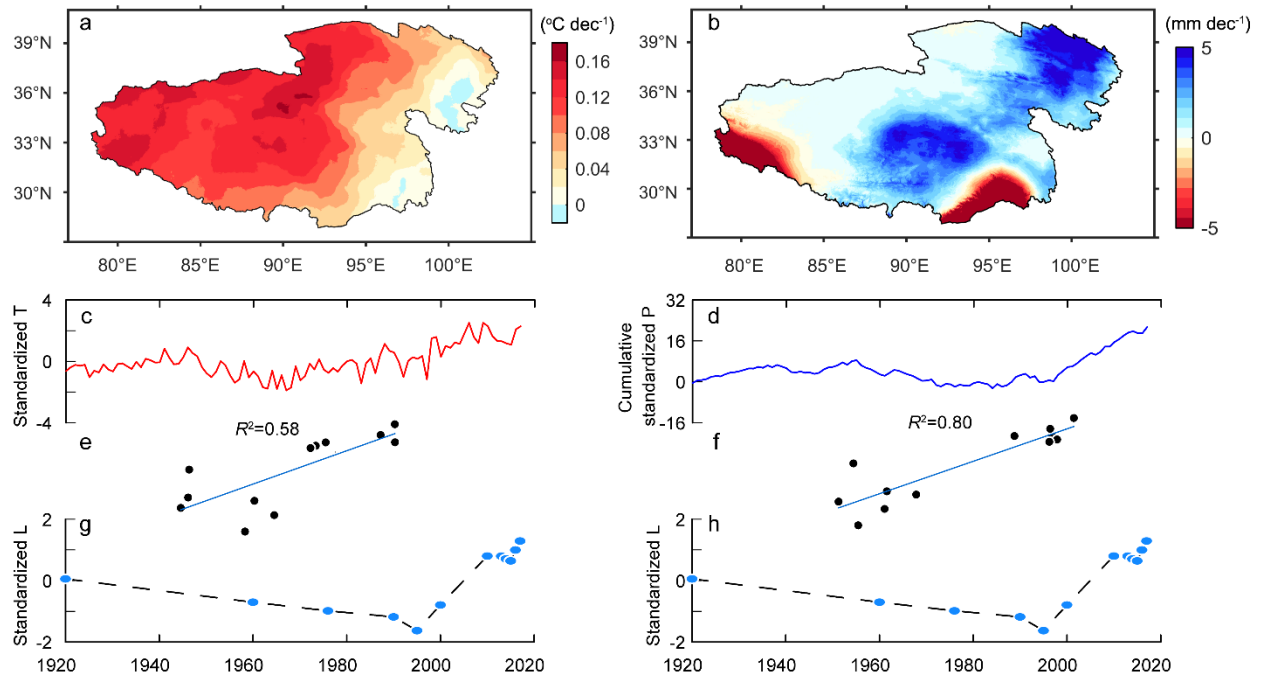 a
(°C dec⁻¹)
39°N
36°N
33°N
30°N
0.16
0.12
0.08
0.04
0
80°E 85°E 90°E 95°E 100°E
b
(mm dec⁻¹)
39°N
36°N
33°N
30°N
5
0
-5
80°E 85°E 90°E 95°E 100°E
c
Standardized T
4
0
-4
d
Cumulative
standardized P
32
16
0
-16
e
R²=0.58
f
R²=0.80
g
Standardized L
2
0
-2
1920 1940 1960 1980 2000 2020
h
Standardized L
2
0
-2
1920 1940 1960 1980 2000 2020